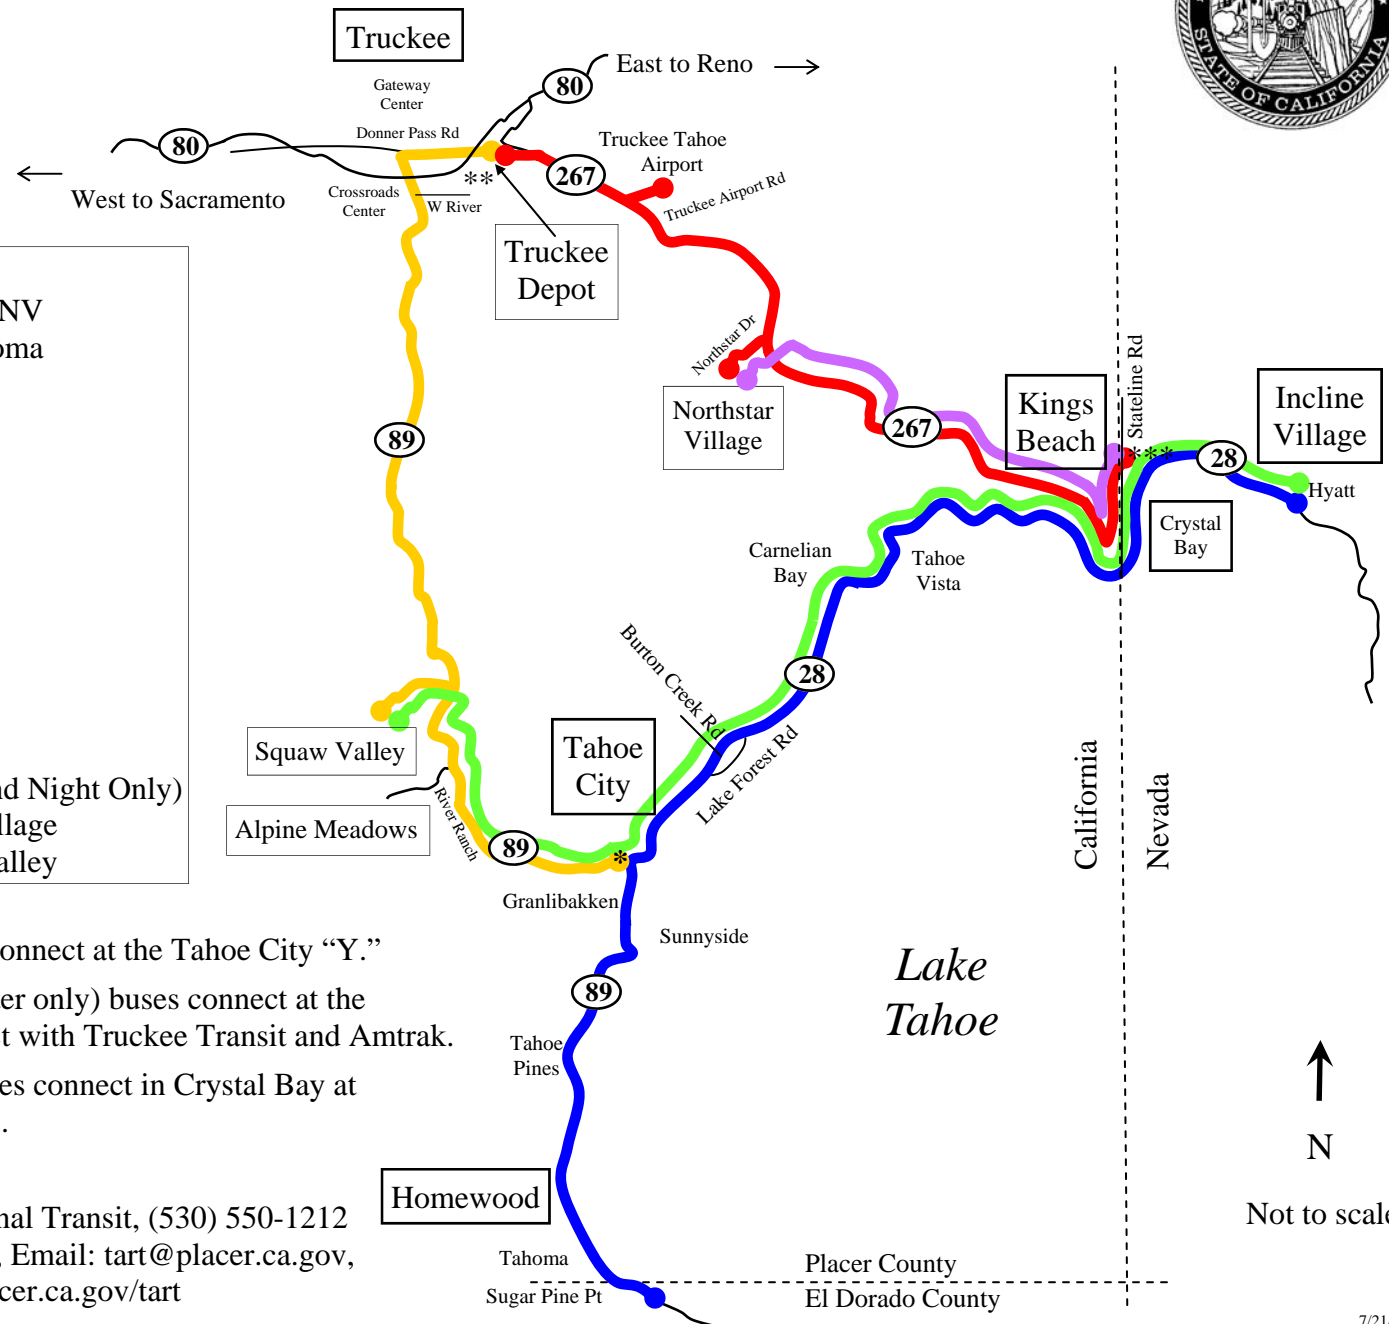 Truckee
Gateway
Center
East to Reno
80
Donner Pass Rd
80
West to Sacramento
Crossroads
Center
W River
**
267
Truckee Tahoe
Airport
Truckee Airport Rd
Truckee
Depot
STATE OF CALIFORNIA
NV
oma
nd Night Only)
llage
alley
89
Northstar Dr
Northstar
Village
267
Kings
Beach
Stateline Rd
***
Incline
Village
28
Hyatt
Crystal
Bay
Carnelian
Bay
Tahoe
Vista
28
Burton Creek Rd
Lake Forest Rd
Tahoe
City
Squaw Valley
Alpine Meadows
River Ranch
89
*
Granlibakken
Sunnyside
89
California
Nevada
Lake
Tahoe
onnect at the Tahoe City “Y.”
er only) buses connect at the
t with Truckee Transit and Amtrak.
es connect in Crystal Bay at
.
Tahoe
Pines
Homewood
nal Transit, (530) 550-1212
, Email: tart@placer.ca.gov,
cer.ca.gov/tart
Tahoma
Sugar Pine Pt
Placer County
El Dorado County
N
Not to scale
7/21